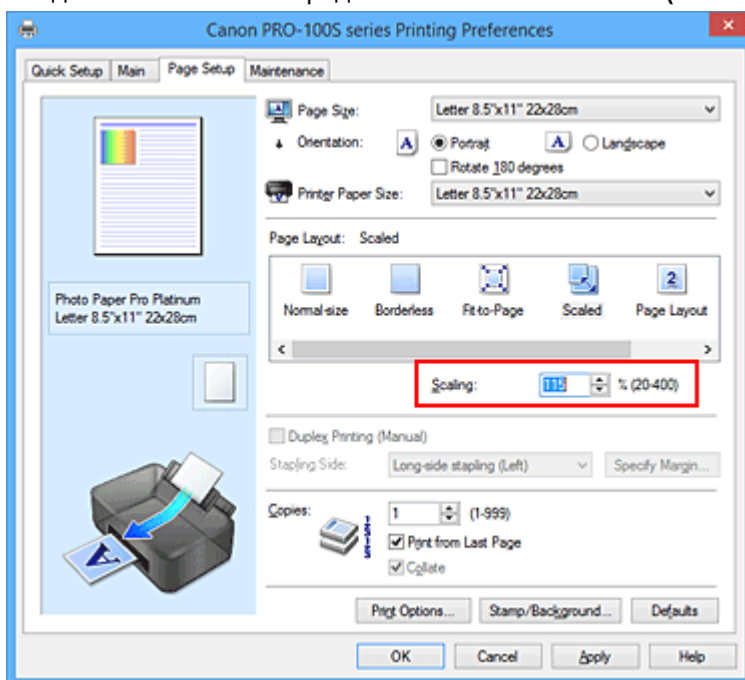 Canon PRO-100S series Printing Preferences
Quick Setup Main Page Setup Maintenance
Page Size: Letter 8.5"x11" 22x28cm
Orientation: A Portrait A Landscape
Rotate 180 degrees
Printer Paper Size: Letter 8.5"x11" 22x28cm
Page Layout: Scaled
Normal-size Borderless Fit-to-Page Scaled Page Layout
Photo Paper Pro Platinum
Letter 8.5"x11" 22x28cm
Scaling: 115 % (20-400)
Duplex Printing (Manual)
Stapling Side: Long-side stapling (Left) Specify Margin...
Copies: 1 (1-999)
Print from Last Page
Collate
Print Options... Stamp/Background... Defaults
OK Cancel Apply Help